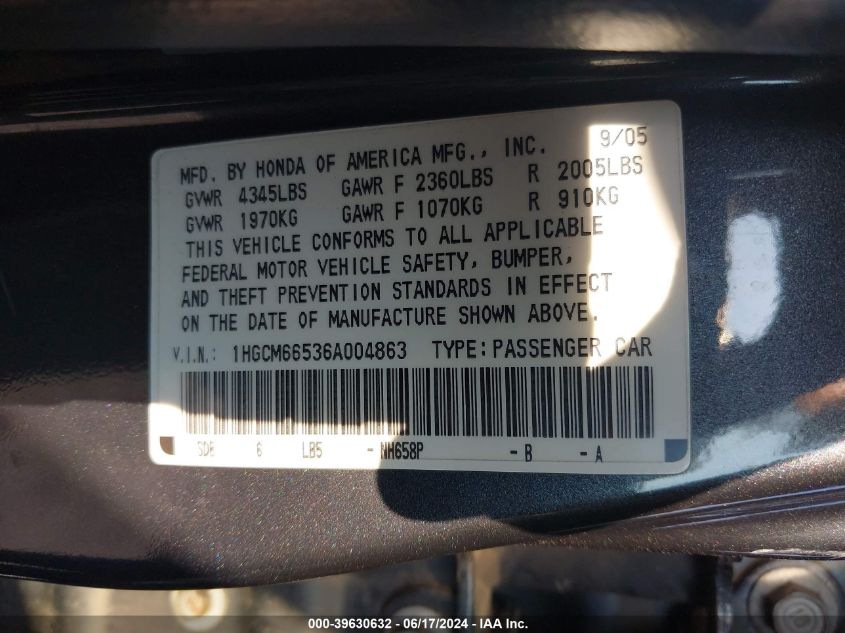 MFD. BY HONDA OF AMERICA MFG., INC. 9/05
GVWR 4345LBS GAWR F 2360LBS R 2005LBS
GVWR 1970KG GAWR F 1070KG R 910KG
THIS VEHICLE CONFORMS TO ALL APPLICABLE
FEDERAL MOTOR VEHICLE SAFETY, BUMPER,
AND THEFT PREVENTION STANDARDS IN EFFECT
ON THE DATE OF MANUFACTURE SHOWN ABOVE.
V.I.N.: 1HGCM66536A004863 TYPE: PASSENGER CAR
6 LB5 - NH658P - B - A
000-39630632 - 06/17/2024 - IAA Inc.